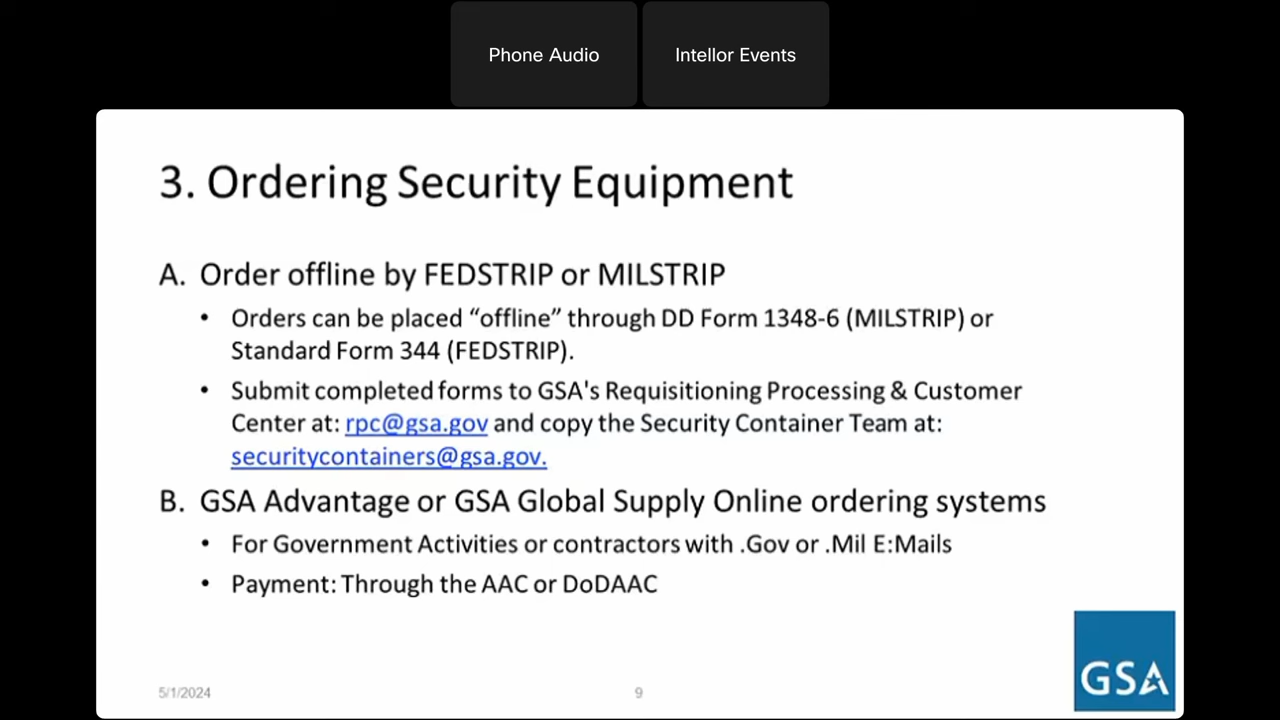 Phone Audio
Intellor Events
3. Ordering Security Equipment
A. Order offline by FEDSTRIP or MILSTRIP
• Orders can be placed “offline” through DD Form 1348-6 (MILSTRIP) or
Standard Form 344 (FEDSTRIP).
• Submit completed forms to GSA's Requisitioning Processing & Customer
Center at: rpc@gsa.gov and copy the Security Container Team at:
securitycontainers@gsa.gov.
B. GSA Advantage or GSA Global Supply Online ordering systems
• For Government Activities or contractors with .Gov or .Mil E:Mails
• Payment: Through the AAC or DoDAAC
5/1/2024
9
GSA